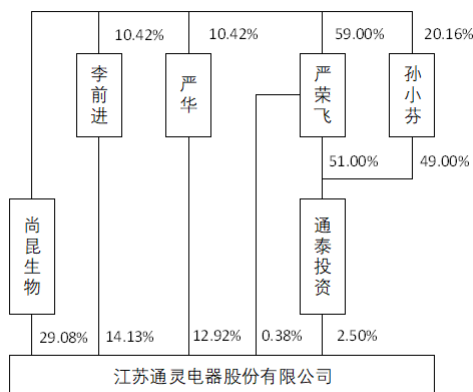 10.42%
10.42%
59.00%
20.16%
李前进
严华
严荣飞
孙小芬
51.00%
49.00%
尚昆生物
通泰投资
29.08%
14.13%
12.92%
0.38%
2.50%
江苏通灵电器股份有限公司